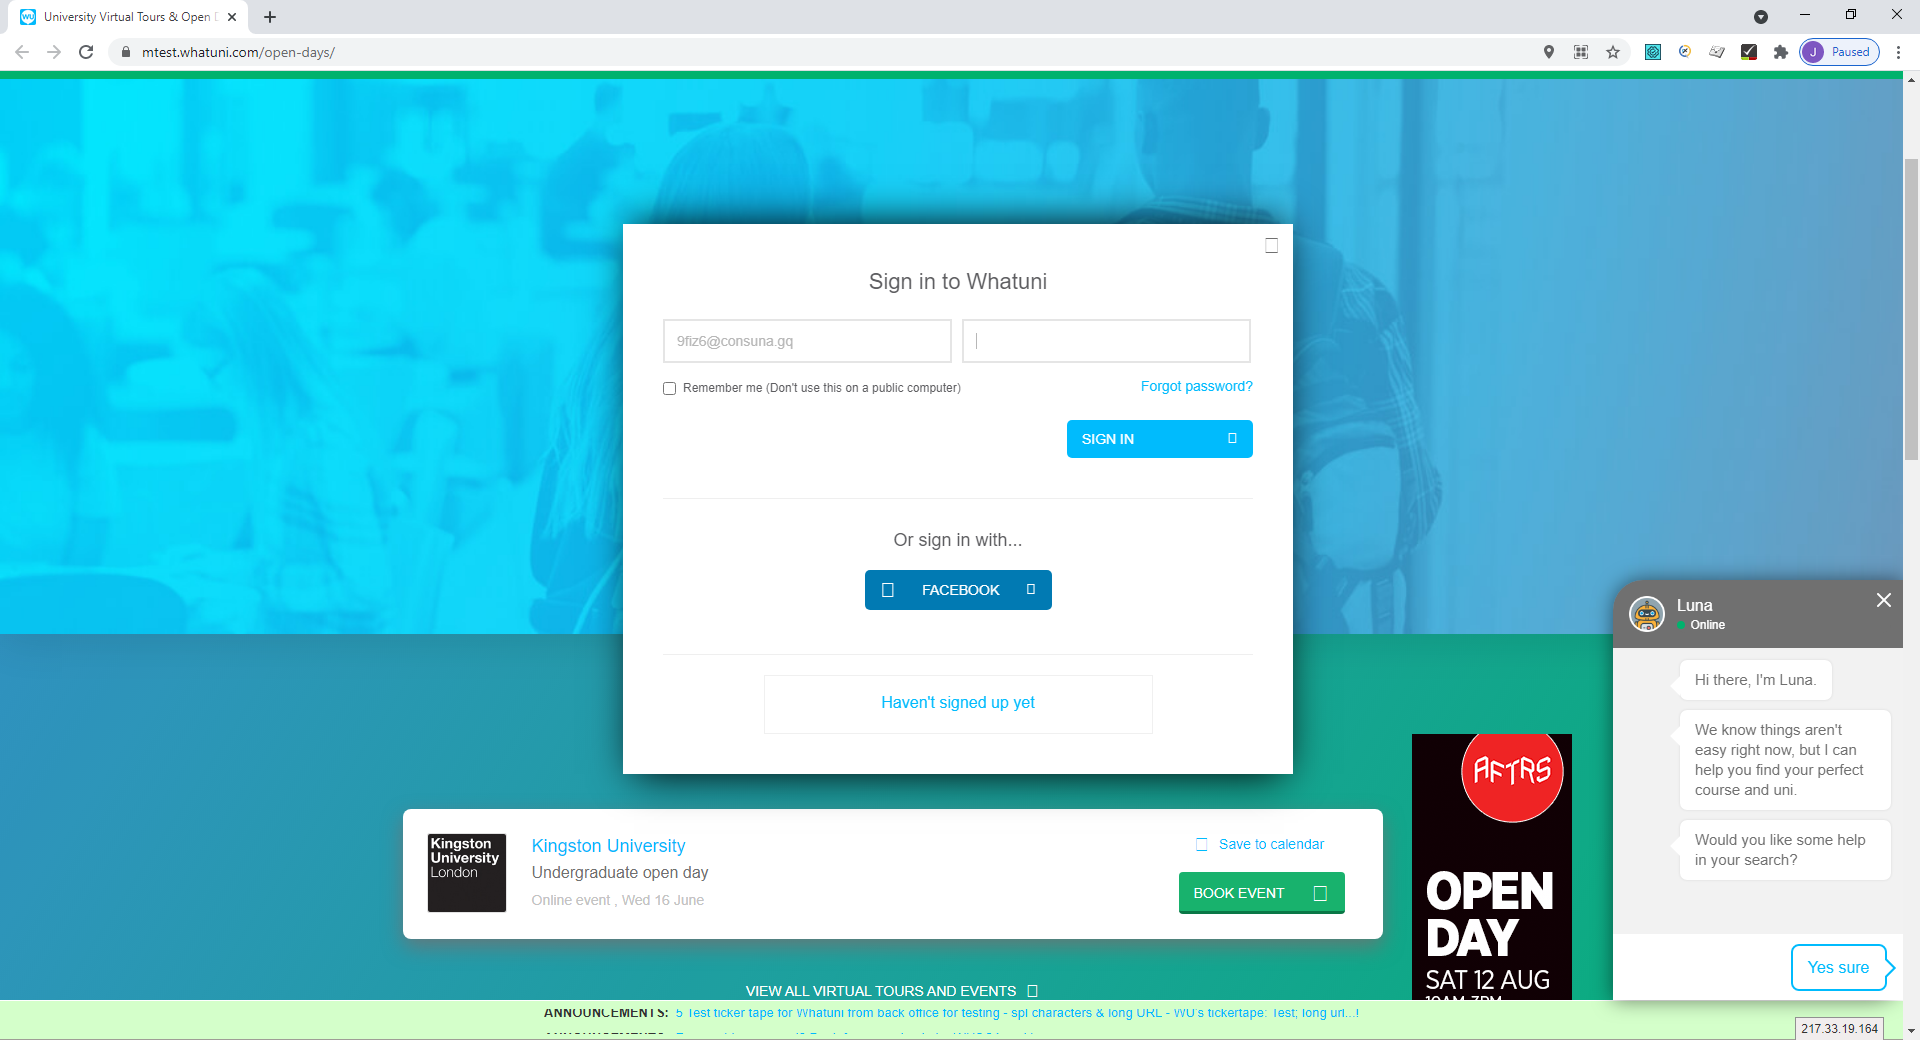 University Virtual Tours & Open
mtest.whatuni.com/open-days/
J Paused
Sign in to Whatuni
9fiz6@consuna.gq
Remember me (Don't use this on a public computer)
Forgot password?
SIGN IN
Or sign in with...
FACEBOOK
Haven't signed up yet
Kingston
University
London
Kingston University
Undergraduate open day
Online event , Wed 16 June
Save to calendar
BOOK EVENT
VIEW ALL VIRTUAL TOURS AND EVENTS
AFTRS
OPEN
DAY
SAT 12 AUG
10AM-3PM
Luna
Online
Hi there, I'm Luna.
We know things aren't
easy right now, but I can
help you find your perfect
course and uni.
Would you like some help
in your search?
Yes sure
ANNOUNCEMENTS: 5 Test ticker tape for Whatuni from back office for testing - spl characters & long URL - WU's tickertape: Test; long url...!
217.33.19.164